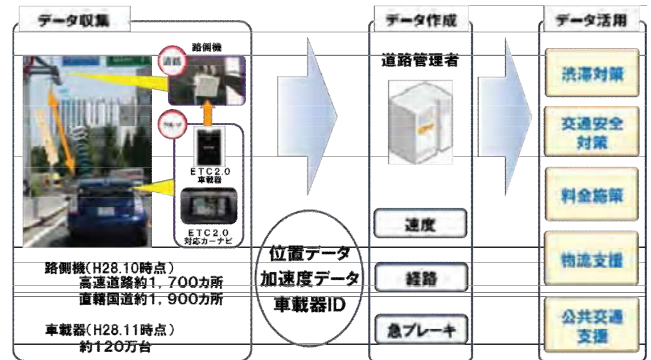 データ収集
路側機
道路
クルマ
ETC2.0
車載器
ETC2.0
対応カーナビ
路側機(H28.10時点)
高速道路約1,700カ所
直轄国道約1,900カ所
車載器(H28.11時点)
約120万台
位置データ
加速度データ
車載器ID
データ作成
道路管理者
速度
経路
急ブレーキ
データ活用
渋滞対策
交通安全
対策
料金施策
物流支援
公共交通
支援